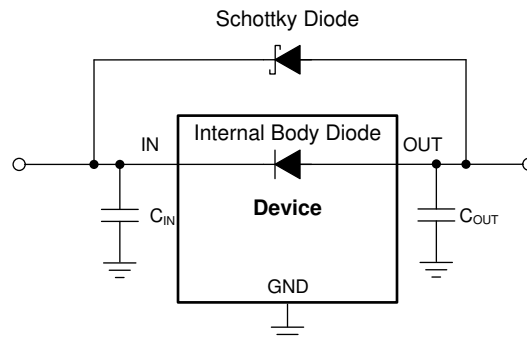 Schottky Diode
Internal Body Diode
IN
OUT
Device
CIN
COUT
GND